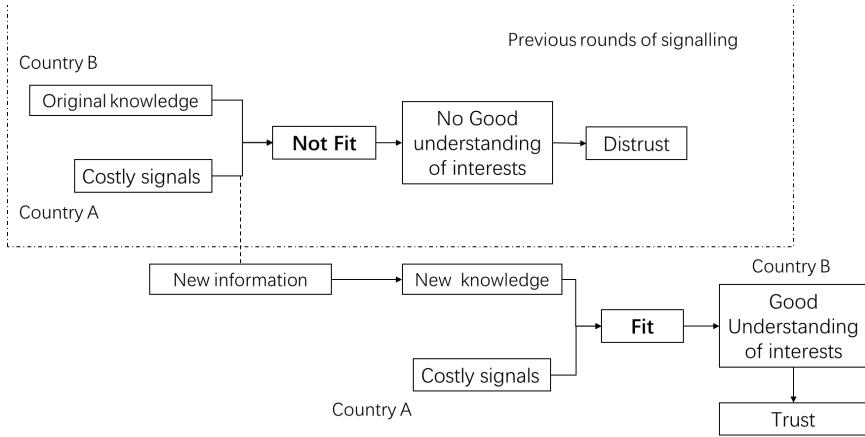 Previous rounds of signalling
Country B
Original knowledge
Costly signals
Country A
Not Fit
No Good
understanding
of interests
Distrust
New information
New knowledge
Costly signals
Country A
Fit
Country B
Good
Understanding
of interests
Trust